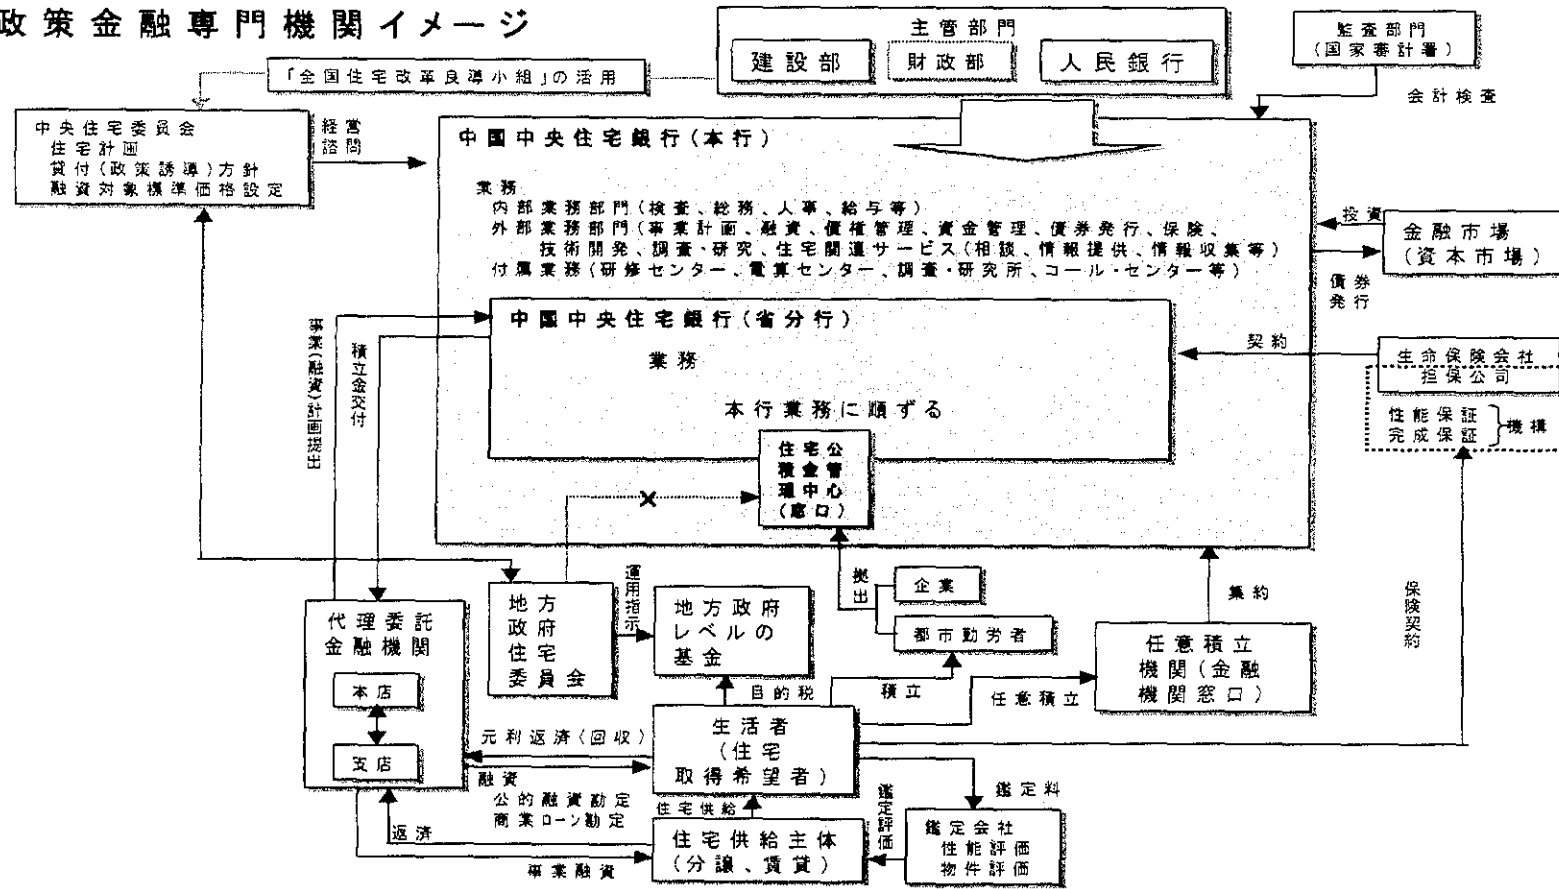 政策金融専門機関イメージ
主管部門
建設部
財政部
人民銀行
監査部門
(国家審計署)
「全国住宅改革良導小組」の活用
会計検査
中央住宅委員会
住宅計画
貸付(政策誘導)方針
融資対象標準価格設定
経営
諮問
中国中央住宅銀行(本行)
業務
内部業務部門(検査、総務、人事、給与等)
外部業務部門(事業計画、融資、債権管理、資金管理、債券発行、保険、
技術開発、調査・研究、住宅関連サービス(相談、情報提供、情報収集等)
付属業務(研修センター、電算センター、調査・研究所、コール・センター等)
投資
金融市場
(資本市場)
債券
発行
中国中央住宅銀行(省分行)
業務
本行業務に順ずる
契約
生命保険会社
担保公司
性能保証
完成保証
機構
事業(融資)計画提出
積立金交付
住宅公
積金管
理中心
(窓口)
×
代理委託
金融機関
本店
支店
地方
政府
住宅
委員会
運用指示
地方政府
レベルの
基金
拠出
企業
都市勤労者
集約
保険契約
任意積立
機関(金融
機関窓口)
目的税
積立
任意積立
生活者
(住宅
取得希望者)
元利返済(回収)
融資
公的融資勘定
商業ローン勘定
住宅供給
鑑定評価
鑑定料
返済
住宅供給主体
(分譲、賃貸)
事業融資
鑑定会社
性能評価
物件評価